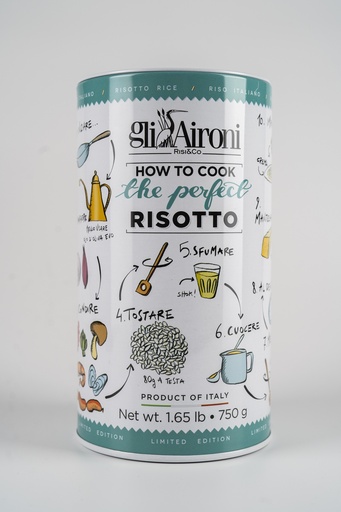 RISOTTO RICE / RISO ITALIANO
gli Aironi
RISI&CO
HOW TO COOK
the perfect
RISOTTO
5.SFUMARE
4.TOSTARE
80g A TESTA
6.CUOCERE
PRODUCT OF ITALY
Net wt. 1.65 lb • 750 g
LIMITED EDITION
LIMITED EDITION